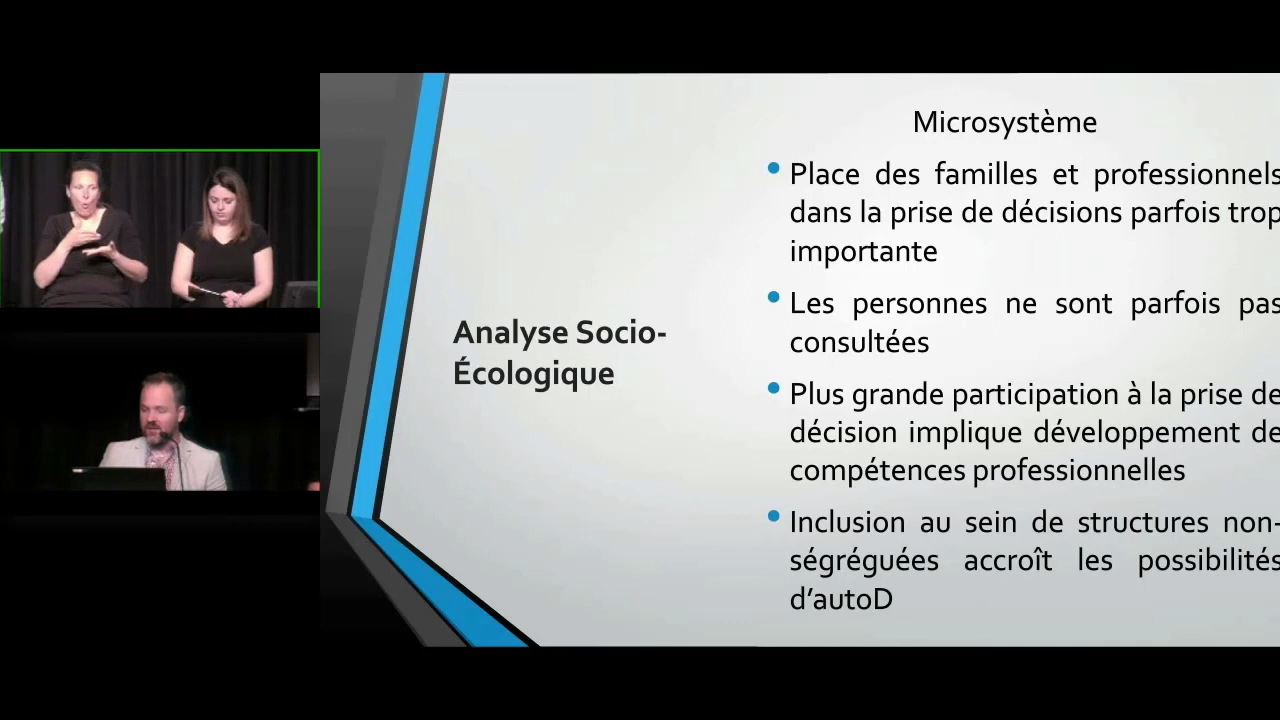 Analyse Socio-
Écologique
Microsystème
Place des familles et professionnels
dans la prise de décisions parfois trop
importante
Les personnes ne sont parfois pas
consultées
Plus grande participation à la prise de
décision implique développement de
compétences professionnelles
Inclusion au sein de structures non-
ségréguées accroît les possibilités
d'autoD